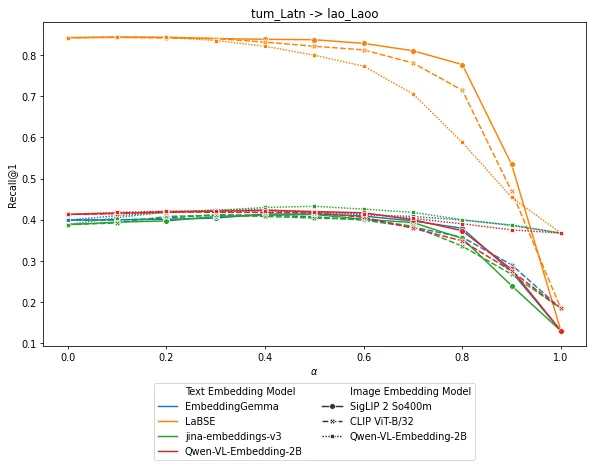 tum_Latn -> lao_Laoo
Recall@1
0.8
0.7
0.6
0.5
0.4
0.3
0.2
0.1
0.0 0.2 0.4 0.6 0.8 1.0
α
Text Embedding Model Image Embedding Model
EmbeddingGemma SigLIP 2 So400m
LaBSE CLIP ViT-B/32
jina-embeddings-v3 Qwen-VL-Embedding-2B
Qwen-VL-Embedding-2B